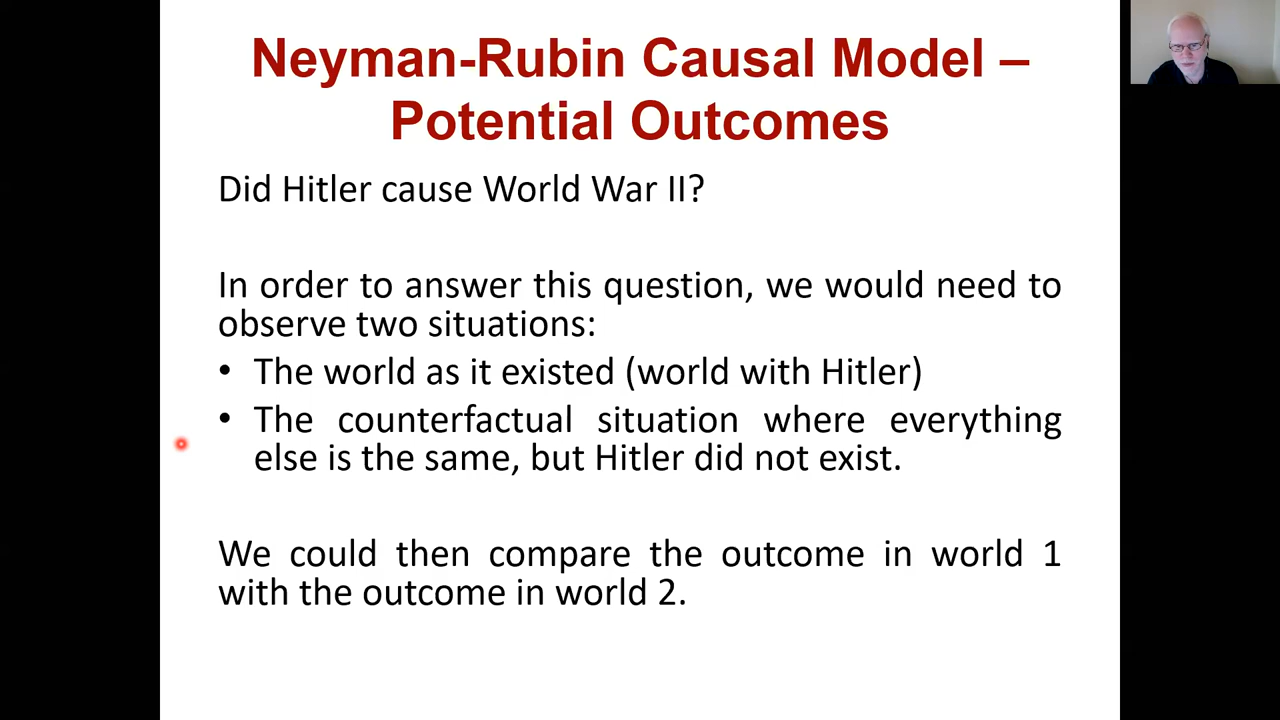 Neyman-Rubin Causal Model –
Potential Outcomes
Did Hitler cause World War II?
In order to answer this question, we would need to
observe two situations:
• The world as it existed (world with Hitler)
• The counterfactual situation where everything
else is the same, but Hitler did not exist.
We could then compare the outcome in world 1
with the outcome in world 2.